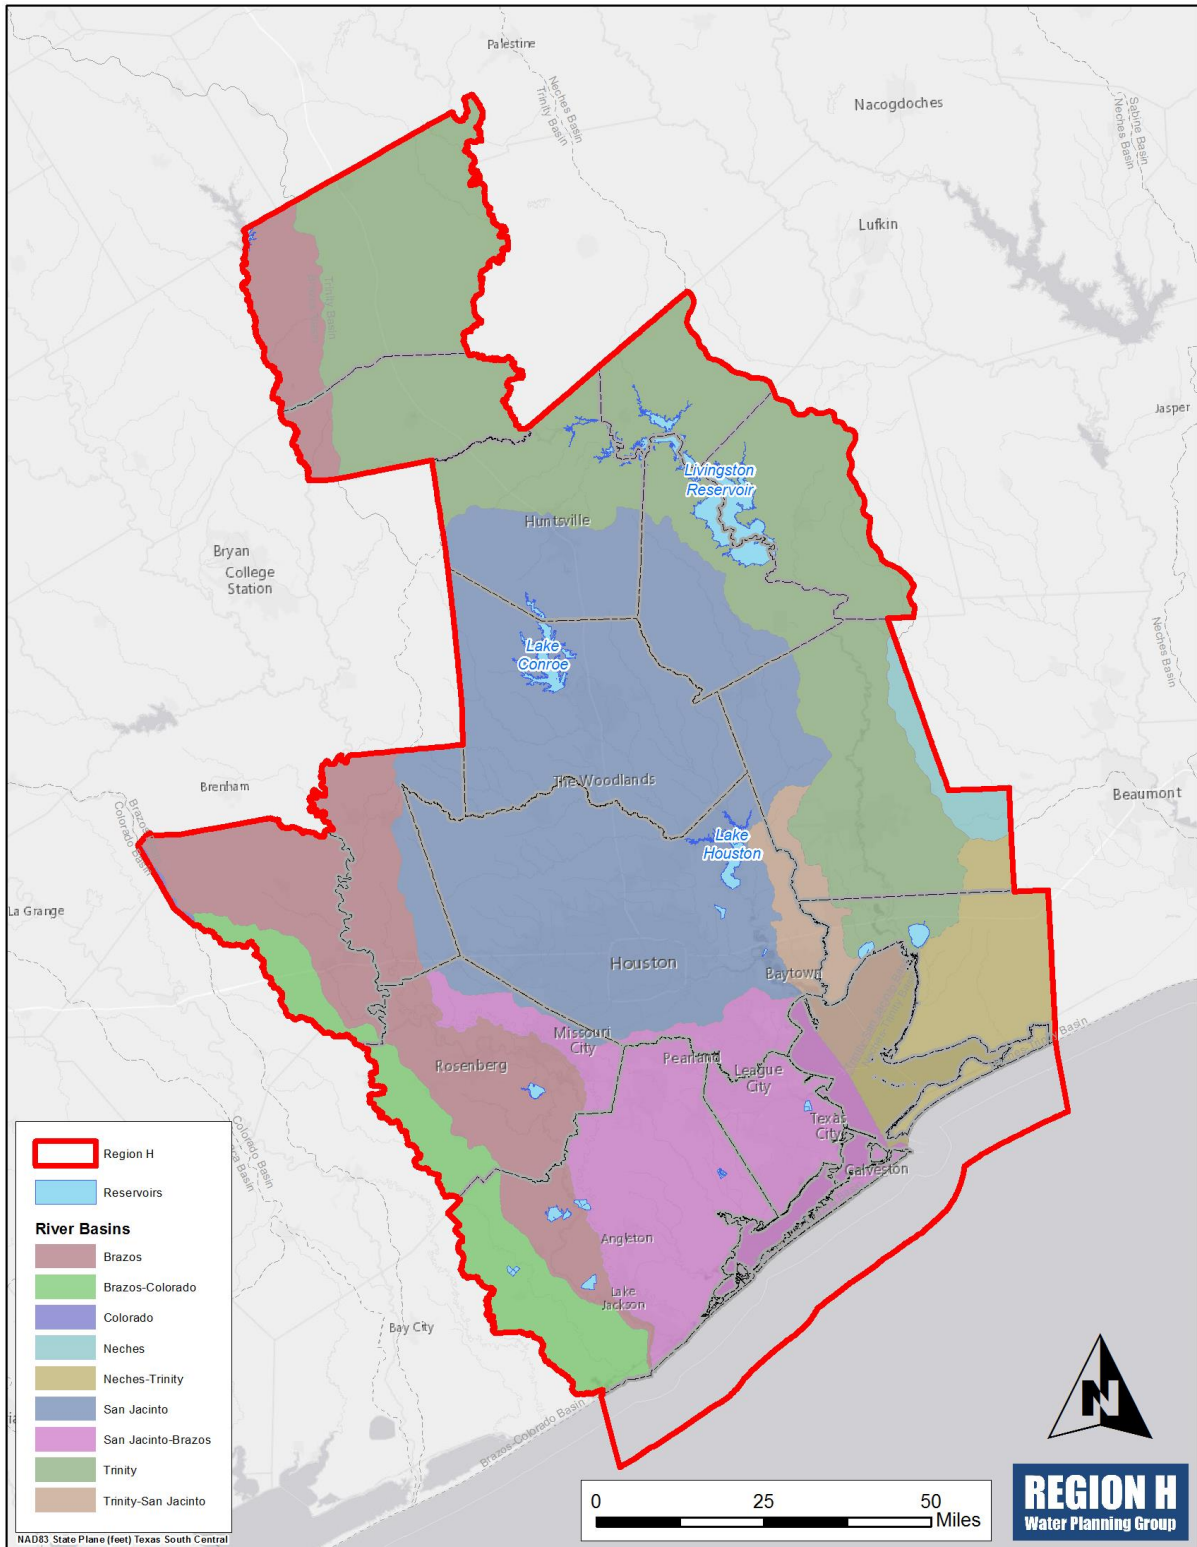 Palestine
Neches Basin
Trinity Basin
Nacogdoches
Sabine Basin
Neches Basin
Lufkin
Trinity Basin
Jasper
Livingston
Reservoir
Huntsville
Bryan
College
Station
Neches Basin
Lake
Conroe
The Woodlands
Brenham
Beaumont
Brazos
Colorado Basin
Lake
Houston
La Grange
Houston
Baytown
Missouri
City
Pearland
Rosenberg
League
City
Texas
City
Galveston
Colorado Basin
Angleton
Lake
Jackson
Bay City
Brazos-Colorado Basin
Region H
Reservoirs
River Basins
Brazos
Brazos-Colorado
Colorado
Neches
Neches-Trinity
San Jacinto
San Jacinto-Brazos
Trinity
Trinity-San Jacinto
NAD83 State Plane (feet) Texas South Central
0 25 50
Miles
N
REGION H
Water Planning Group